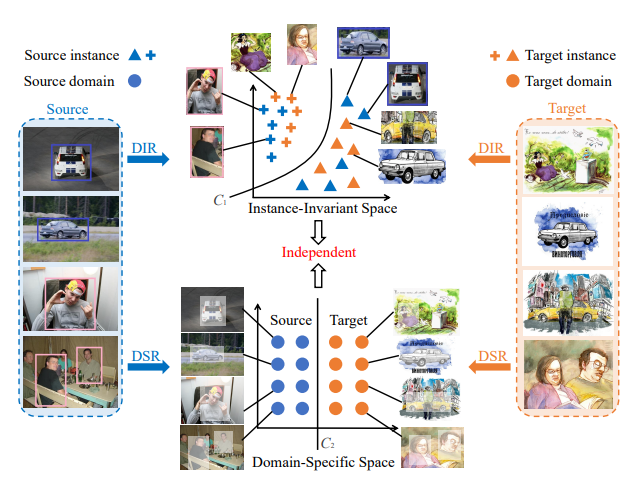 Source instance
Target instance
Source domain
Target domain
Source
Target
DIR
DIR
C1
Instance-Invariant Space
Independent
Source
Target
DSR
DSR
C2
Domain-Specific Space